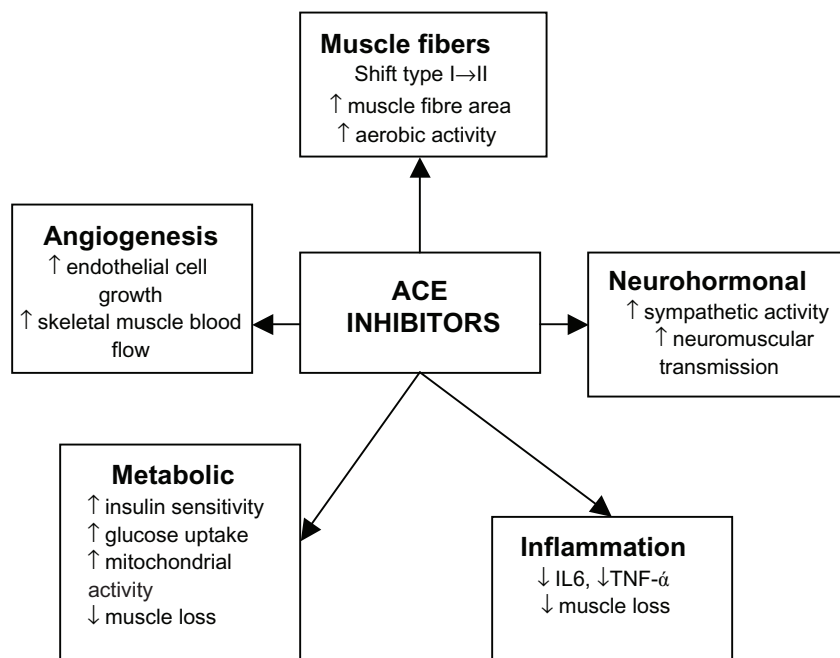 Muscle fibers
Shift type I→II
↑ muscle fibre area
↑ aerobic activity
Angiogenesis
↑ endothelial cell
growth
↑ skeletal muscle blood
flow
ACE
INHIBITORS
Neurohormonal
↑ sympathetic activity
↑ neuromuscular
transmission
Metabolic
↑ insulin sensitivity
↑ glucose uptake
↑ mitochondrial
activity
↓ muscle loss
Inflammation
↓ IL6, ↓TNF-ά
↓ muscle loss